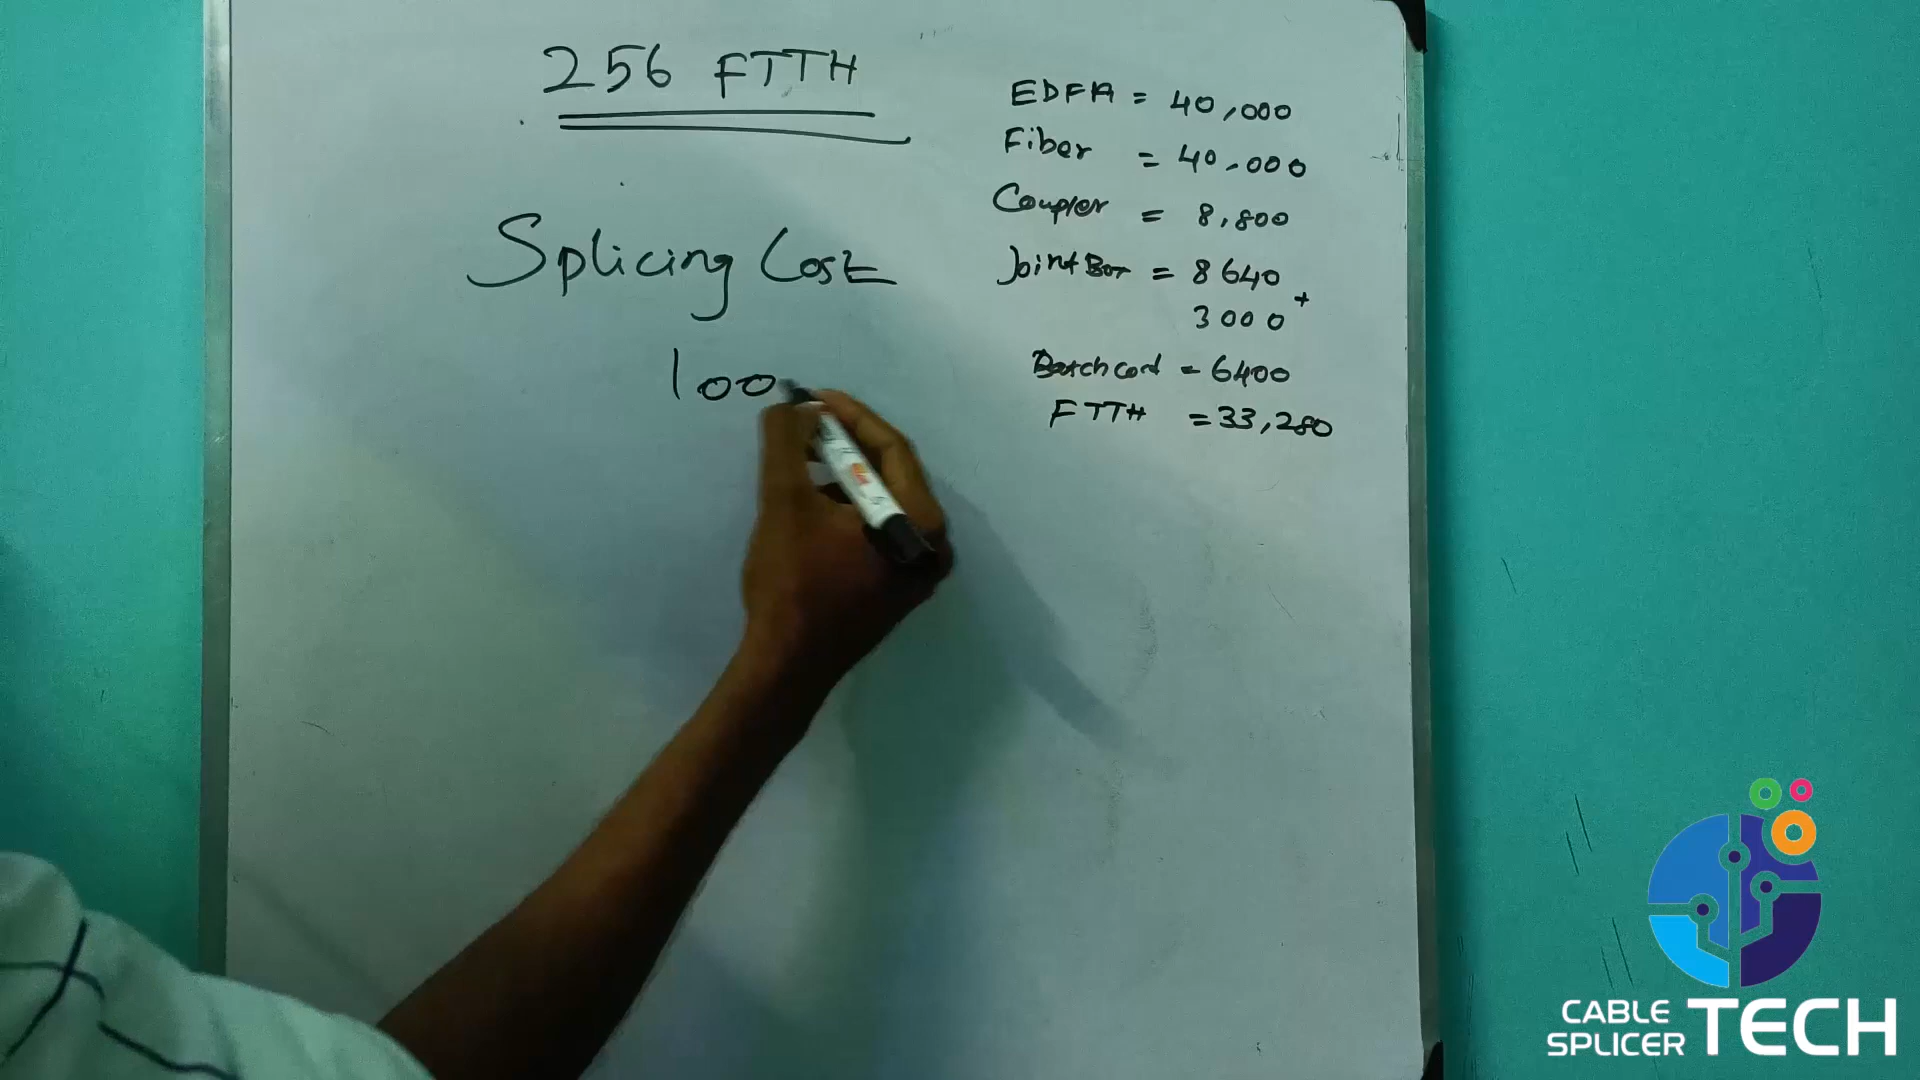 256 FTTH
Splicing Cost
100
EDFA = 40,000
Fiber = 40,000
Coupler = 8,800
Joint Box = 8640
3000 +
Patch cord = 6400
FTTH = 33,280
CABLE SPLICER TECH